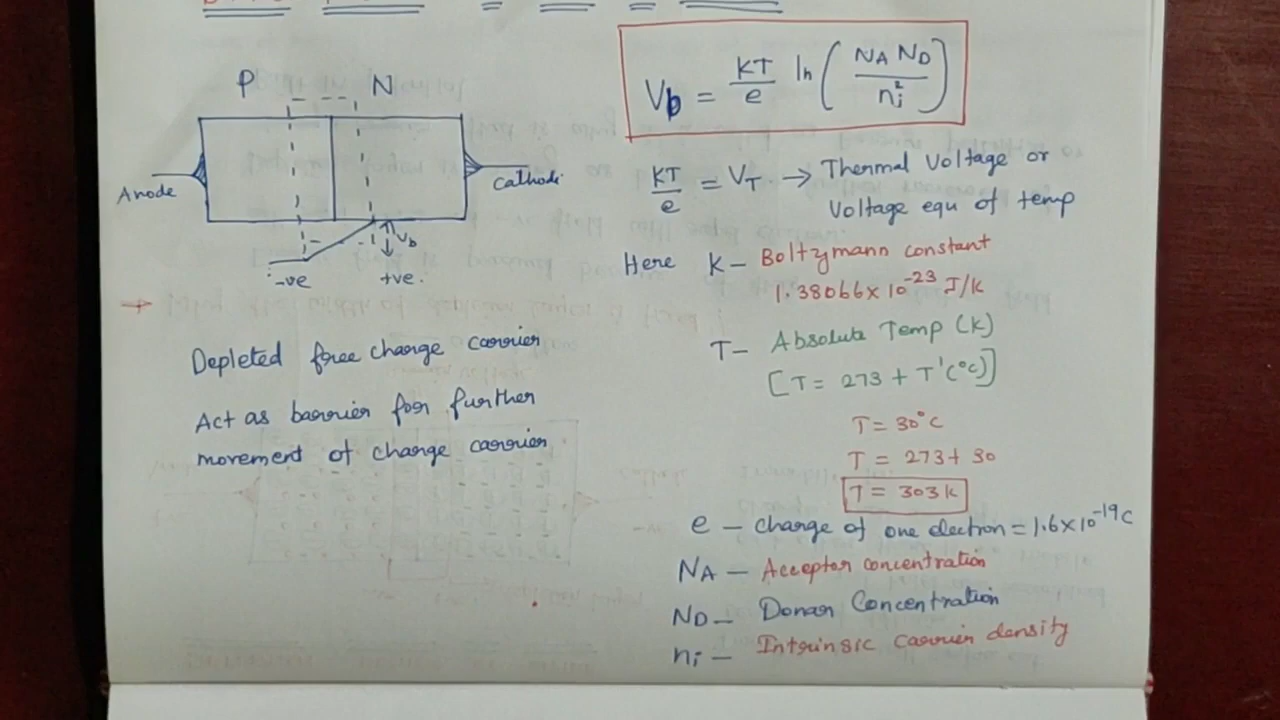 P N
Anode
Cathode
Vb
-ve +ve.
Depleted free charge carrier
Act as barrier for further
movement of charge carrier
Vb = KT/e ln (NA ND / ni²)
KT/e = VT → Thermal Voltage or
Voltage equ of temp
Here K - Boltzmann constant
1.38066 x 10⁻²³ J/K
T - Absolute Temp (K)
[T = 273 + T'(°C)]
T = 30°C
T = 273 + 30
T = 303 K
e - charge of one electron = 1.6 x 10⁻¹⁹ C
NA - Acceptor concentration
ND - Donar Concentration
ni - Intrinsic Carrier density